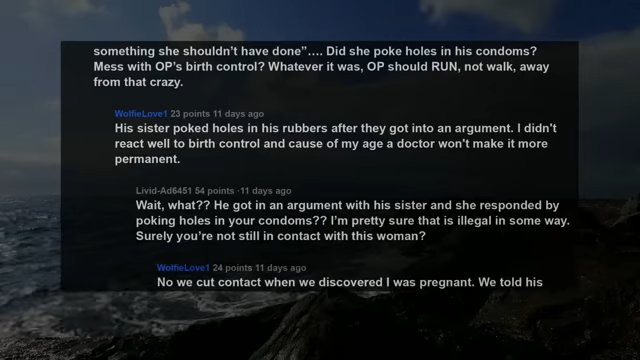 something she shouldn't have done”…. Did she poke holes in his condoms?
Mess with OP's birth control? Whatever it was, OP should RUN, not walk, away
from that crazy.
WolfieLove1 23 points 11 days ago
His sister poked holes in his rubbers after they got into an argument. I didn't
react well to birth control and cause of my age a doctor won't make it more
permanent.
Livid-Ad6451 54 points ·11 days ago
Wait, what?? He got in an argument with his sister and she responded by
poking holes in your condoms?? I'm pretty sure that is illegal in some way.
Surely you're not still in contact with this woman?
WolfieLove1 24 points 11 days ago
No we cut contact when we discovered I was pregnant. We told his